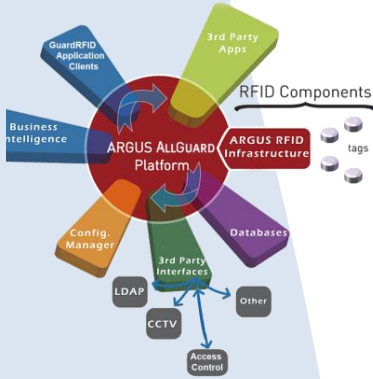 GuardRFID
Application
Clients
3rd Party
Apps
RFID Components
Business
Intelligence
ARGUS ALLGUARD
Platform
ARGUS RFID
Infrastructure
tags
Config.
Manager
3rd Party
Interfaces
Databases
LDAP
CCTV
Other
Access
Control